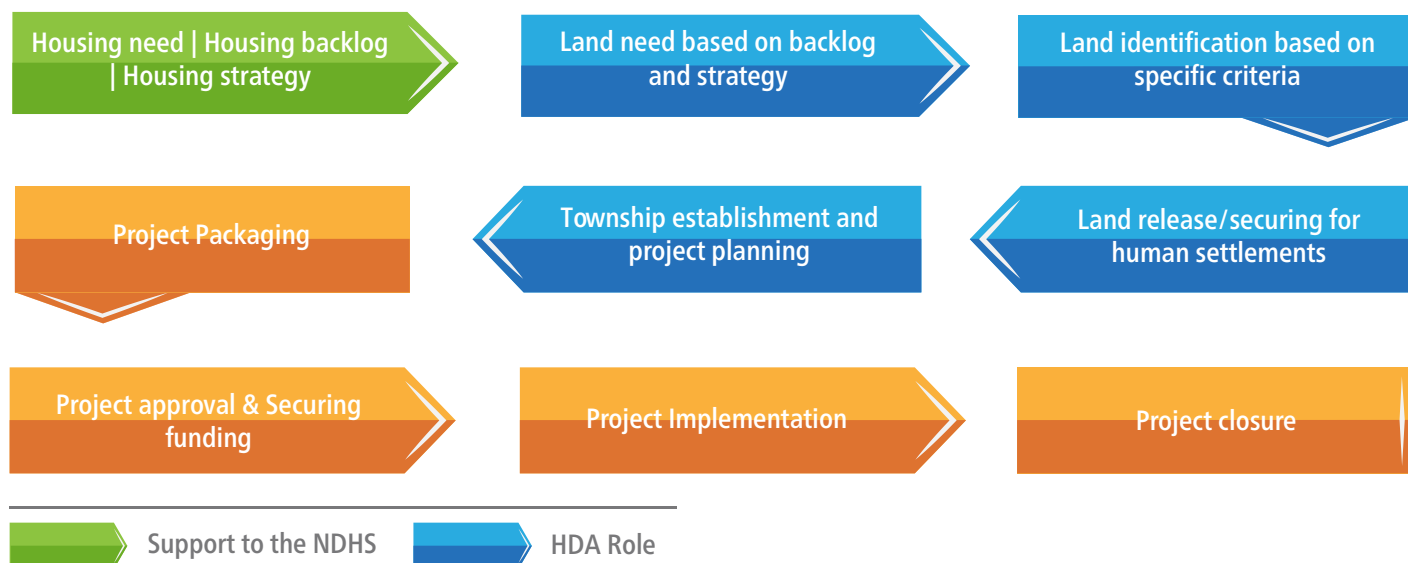 Housing need | Housing backlog
| Housing strategy
Land need based on backlog
and strategy
Land identification based on
specific criteria
Project Packaging
Township establishment and
project planning
Land release/securing for
human settlements
Project approval & Securing
funding
Project Implementation
Project closure
Support to the NDHS
HDA Role